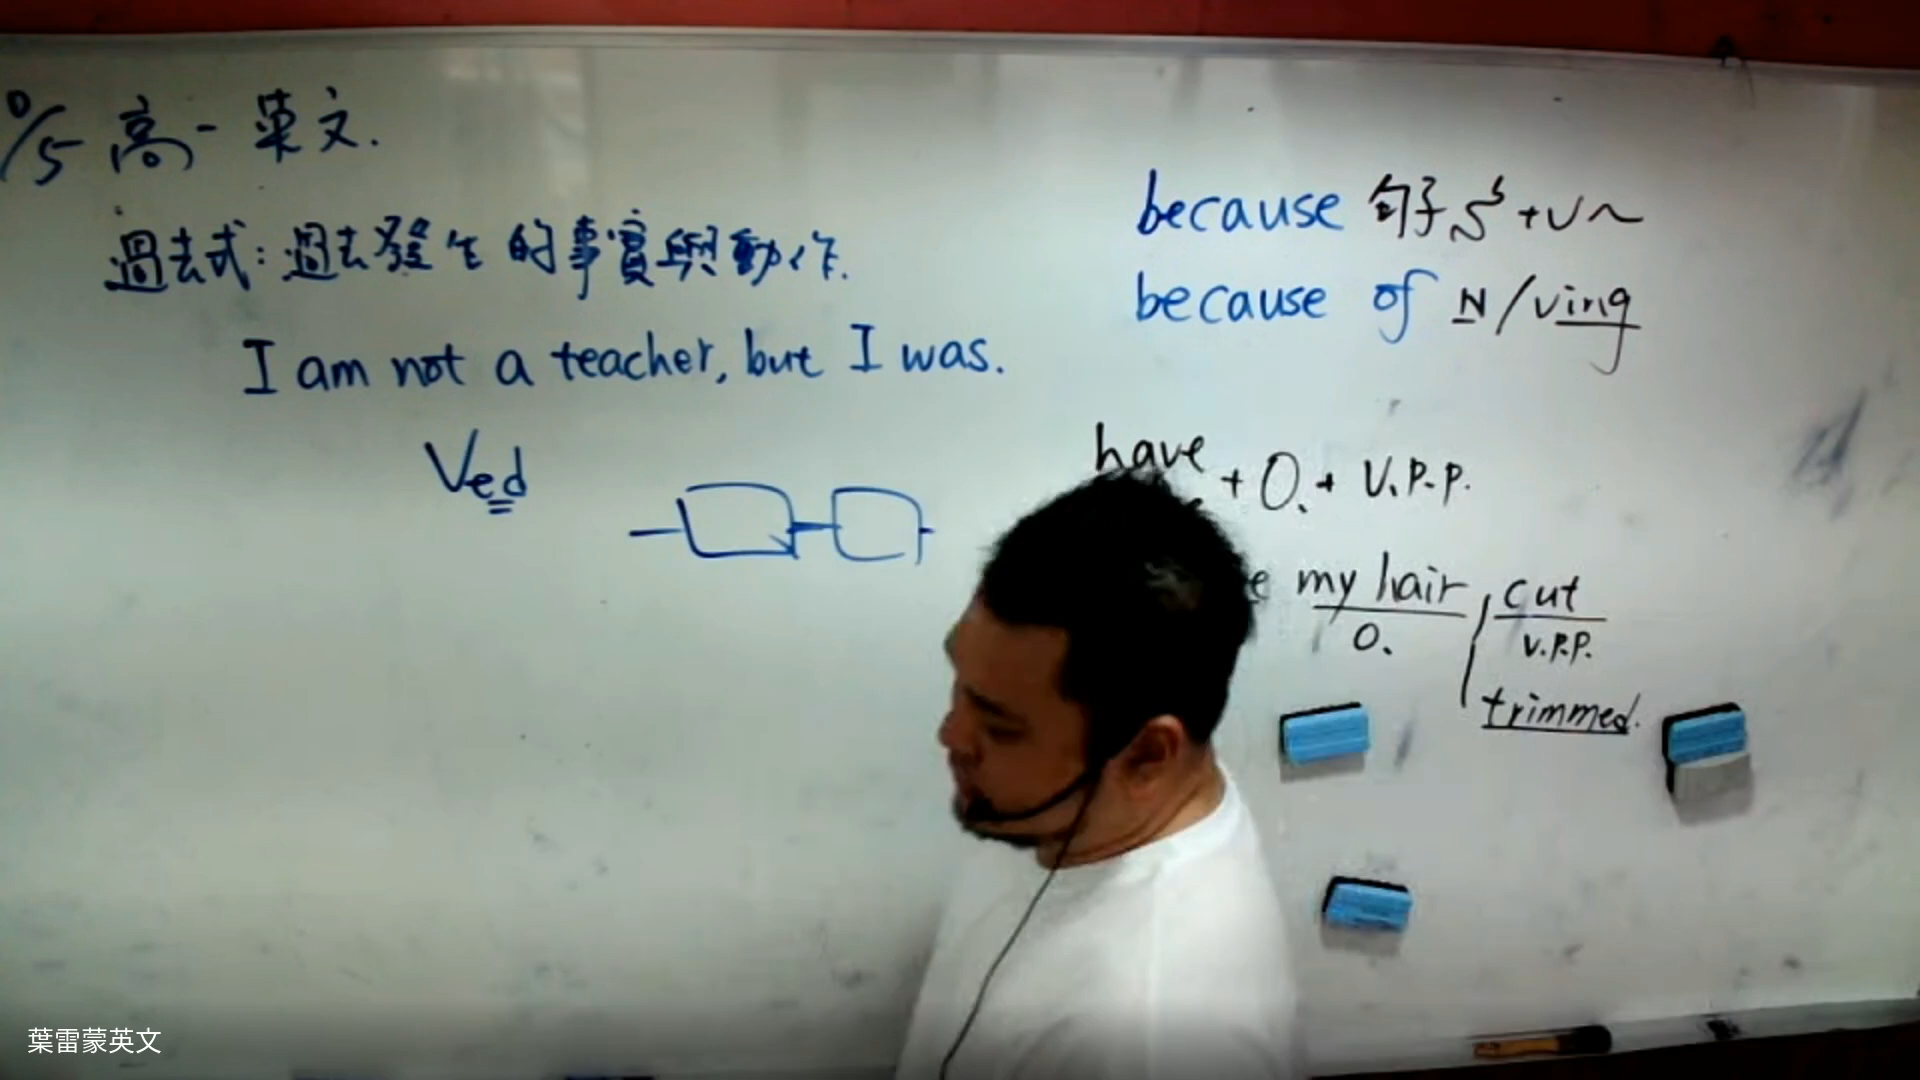 0/5 高一 英文.
過去式: 過去發生的事實與動作.
I am not a teacher, but I was.
Ved
because 句子 S+V~
because of N/Ving
have + O. + V.P.P.
my hair cut
O. V.P.P.
trimmed.
葉雷蒙英文